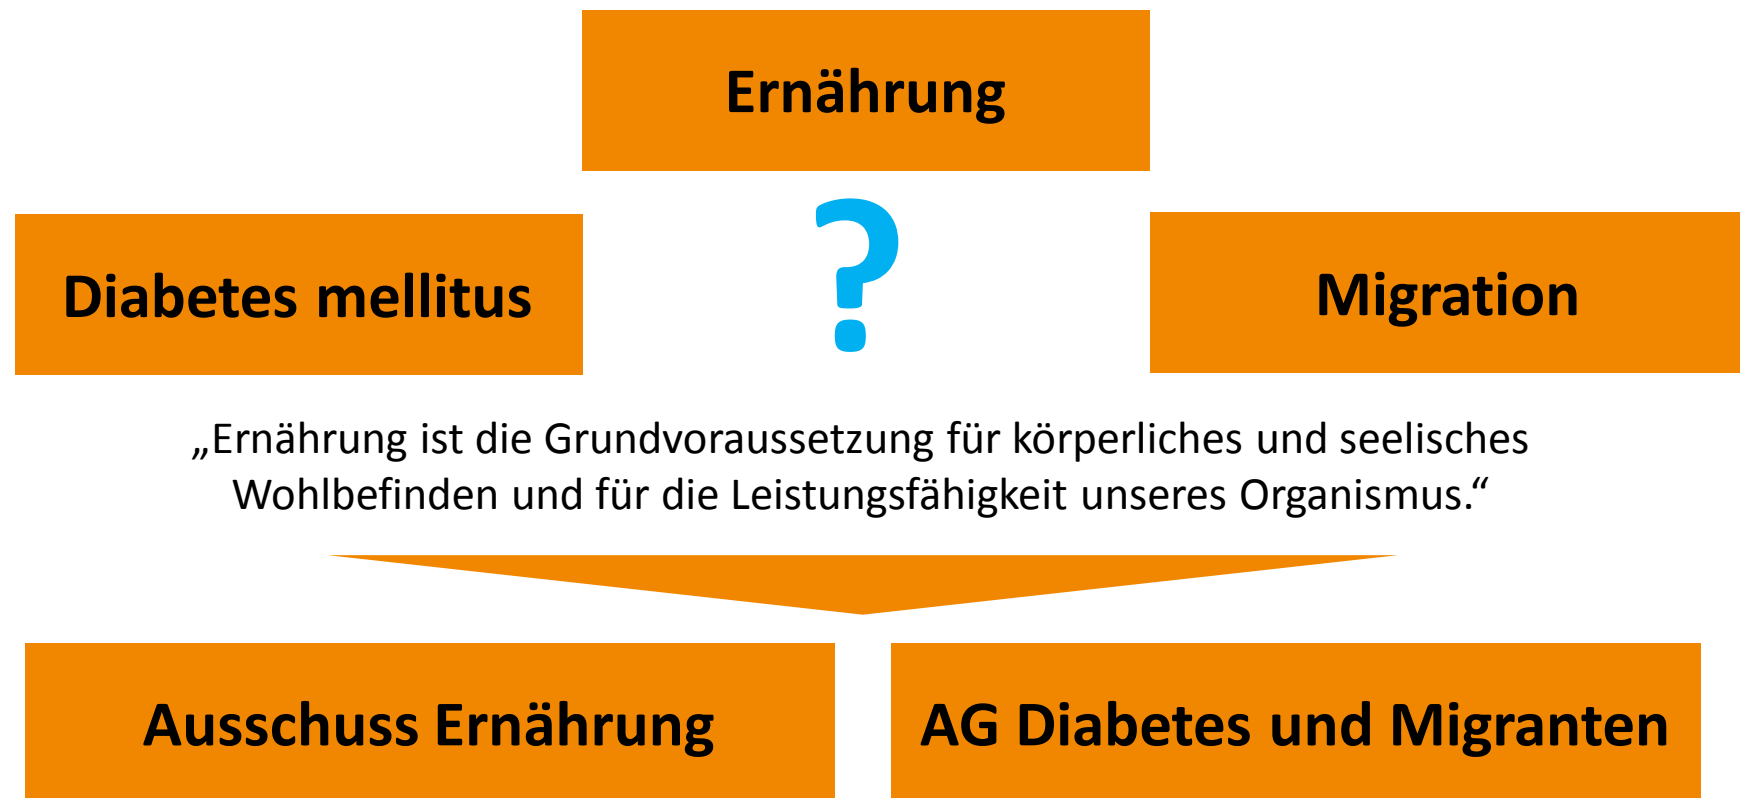 Ernährung
?
Diabetes mellitus
Migration
„Ernährung ist die Grundvoraussetzung für körperliches und seelisches
Wohlbefinden und für die Leistungsfähigkeit unseres Organismus.“
Ausschuss Ernährung
AG Diabetes und Migranten